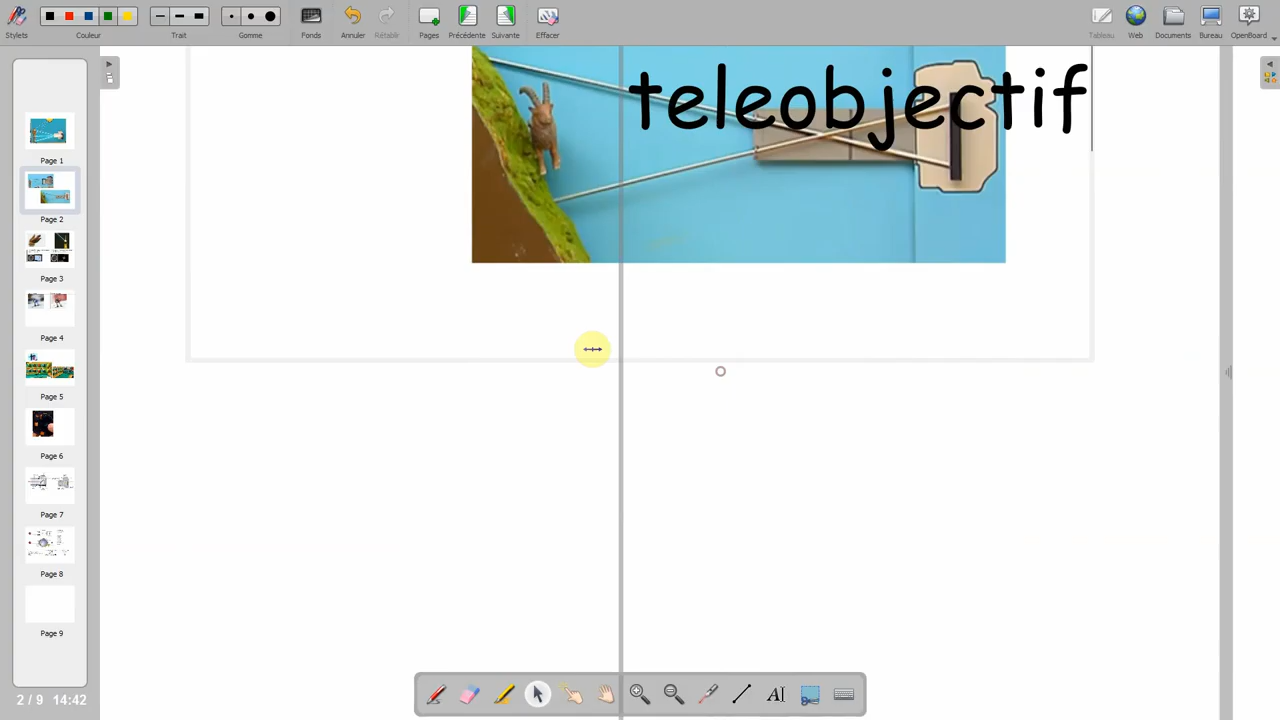 Stylets
Couleur
Trait
Gomme
Fonds
Annuler
Rétablir
Pages
Précédente
Suivante
Effacer
Tableau
Web
Documents
Bureau
OpenBoard
teleobjectif
Page 1
Page 2
Page 3
Page 4
Page 5
Page 6
Page 7
Page 8
Page 9
2 / 9 14:42
AI